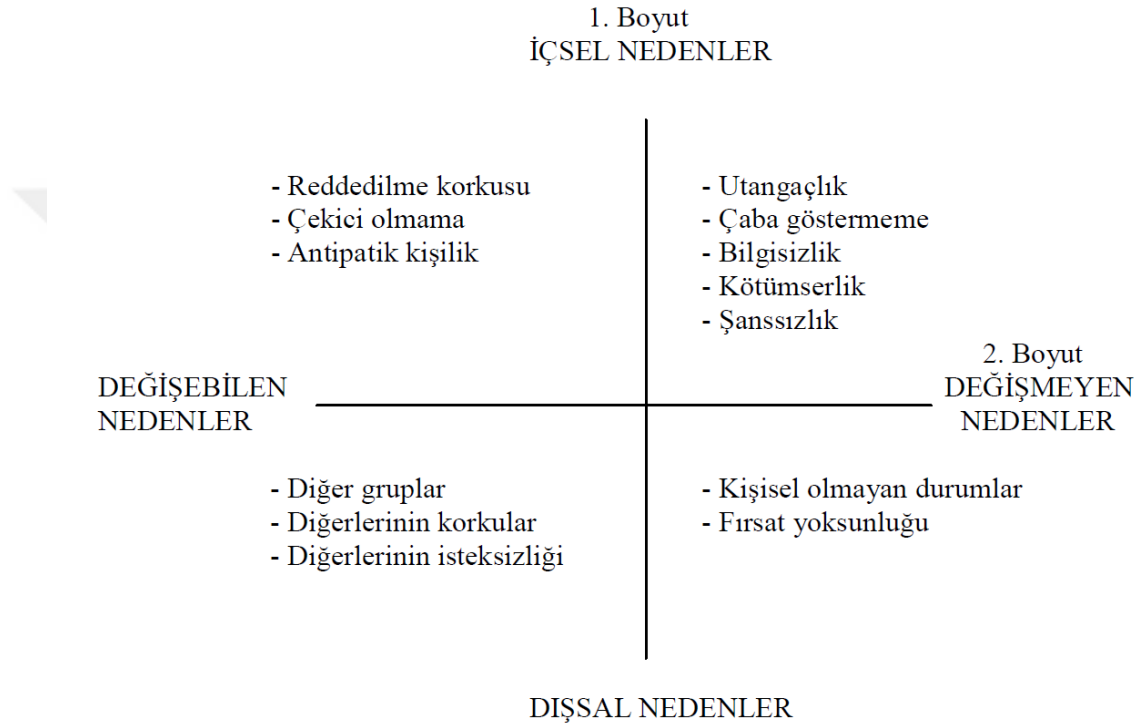 1. Boyut
İÇSEL NEDENLER
- Reddedilme korkusu
- Çekici olmama
- Antipatik kişilik
- Utangaçlık
- Çaba göstermeme
- Bilgisizlik
- Kötümserlik
- Şanssızlık
DEĞİŞEBİLEN
NEDENLER
2. Boyut
DEĞİŞMEYEN
NEDENLER
- Diğer gruplar
- Diğerlerinin korkular
- Diğerlerinin isteksizliği
- Kişisel olmayan durumlar
- Fırsat yoksunluğu
DIŞSAL NEDENLER